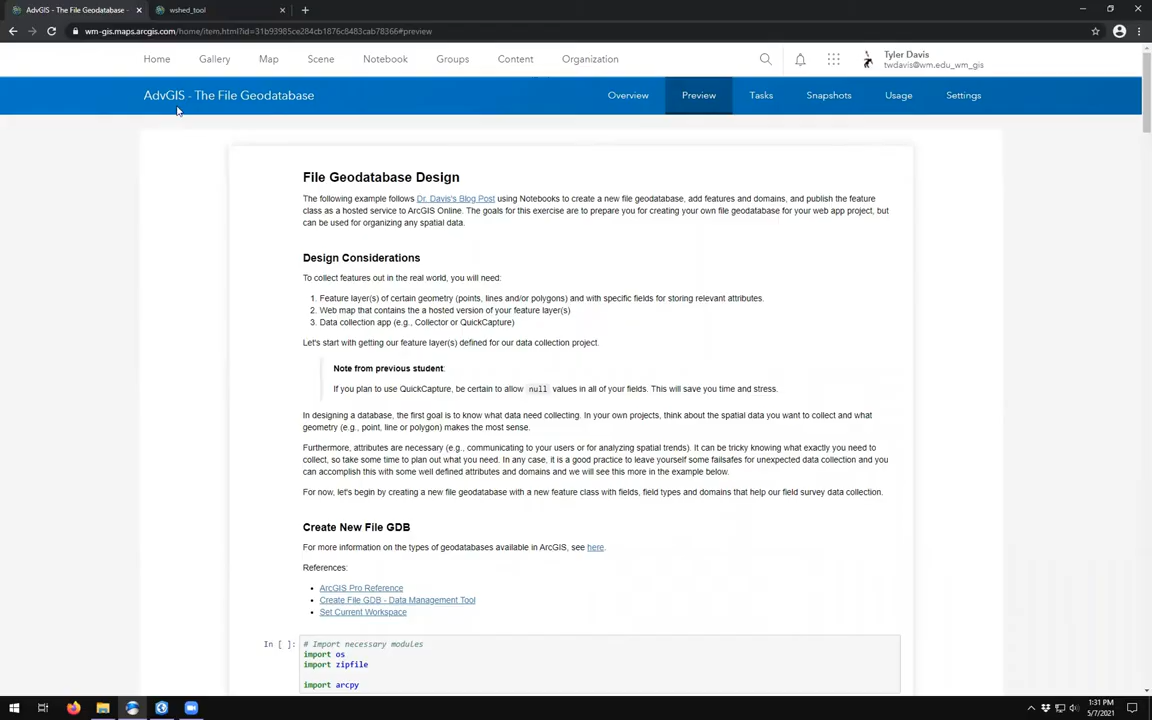 AdvGIS - The File Geodatabase -
wshed_tool
wm-gis.maps.arcgis.com/home/item.html?id=31b93985ce284cb1876c8483cab78366#preview
Home Gallery Map Scene Notebook Groups Content Organization
Tyler Davis
twdavis@wm.edu_wm_gis
AdvGIS - The File Geodatabase
Overview Preview Tasks Snapshots Usage Settings
File Geodatabase Design
The following example follows Dr. Davis's Blog Post using Notebooks to create a new file geodatabase, add features and domains, and publish the feature
class as a hosted service to ArcGIS Online. The goals for this exercise are to prepare you for creating your own file geodatabase for your web app project, but
can be used for organizing any spatial data.
Design Considerations
To collect features out in the real world, you will need:
1. Feature layer(s) of certain geometry (points, lines and/or polygons) and with specific fields for storing relevant attributes.
2. Web map that contains the a hosted version of your feature layer(s)
3. Data collection app (e.g., Collector or QuickCapture)
Let's start with getting our feature layer(s) defined for our data collection project.
Note from previous student:
If you plan to use QuickCapture, be certain to allow null values in all of your fields. This will save you time and stress.
In designing a database, the first goal is to know what data need collecting. In your own projects, think about the spatial data you want to collect and what
geometry (e.g., point, line or polygon) makes the most sense.
Furthermore, attributes are necessary (e.g., communicating to your users or for analyzing spatial trends). It can be tricky knowing what exactly you need to
collect, so take some time to plan out what you need. In any case, it is a good practice to leave yourself some failsafes for unexpected data collection and you
can accomplish this with some well defined attributes and domains and we will see this more in the example below.
For now, let's begin by creating a new file geodatabase with a new feature class with fields, field types and domains that help our field survey data collection.
Create New File GDB
For more information on the types of geodatabases available in ArcGIS, see here.
References:
• ArcGIS Pro Reference
• Create File GDB - Data Management Tool
• Set Current Workspace
In [ ]: # Import necessary modules
import os
import zipfile
import arcpy
1:31 PM
5/7/2021